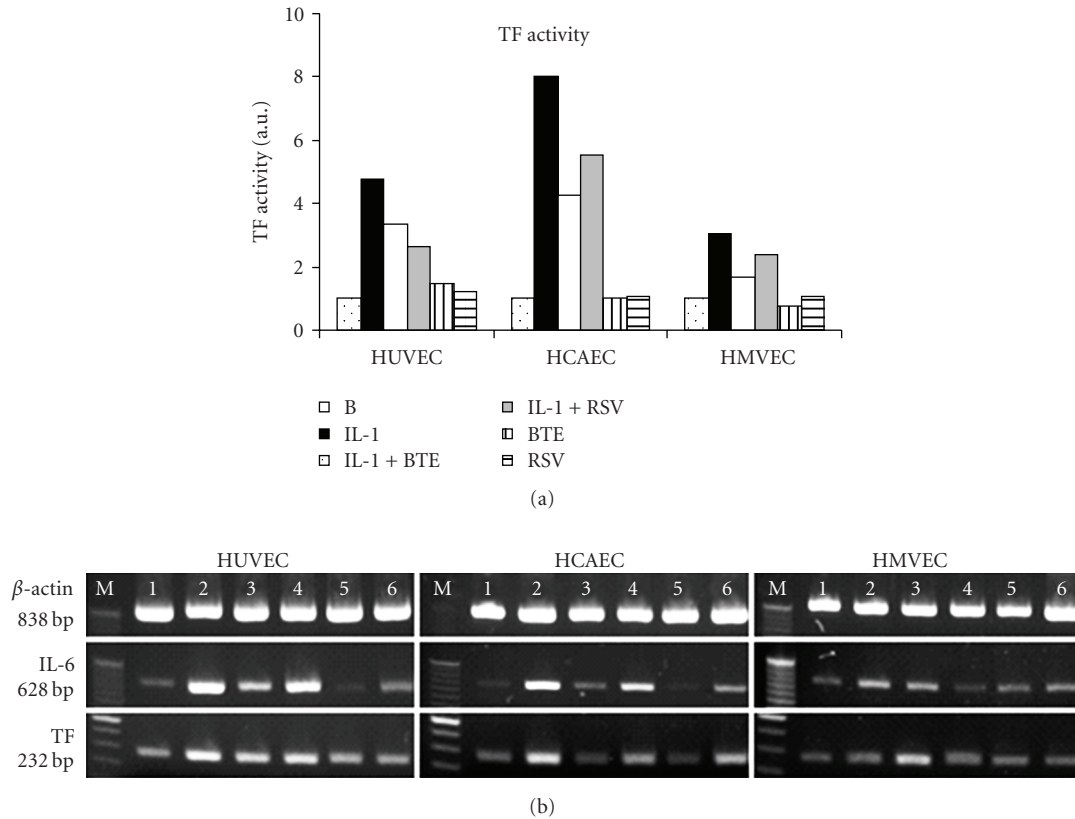 TF activity
TF activity (a.u.)
10
8
6
4
2
0
HUVEC HCAEC HMVEC
B
IL-1
IL-1 + BTE
IL-1 + RSV
BTE
RSV
(a)
HUVEC HCAEC HMVEC
M 1 2 3 4 5 6 M 1 2 3 4 5 6 M 1 2 3 4 5 6
β-actin
838 bp
IL-6
628 bp
TF
232 bp
(b)